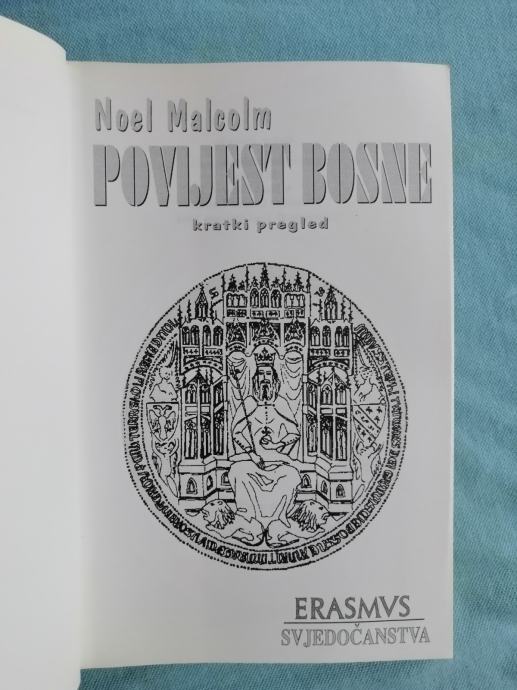 Noel Malcolm
POVIJEST BOSNE
kratki pregled
ERASMVS
SVJEDOČANSTVA